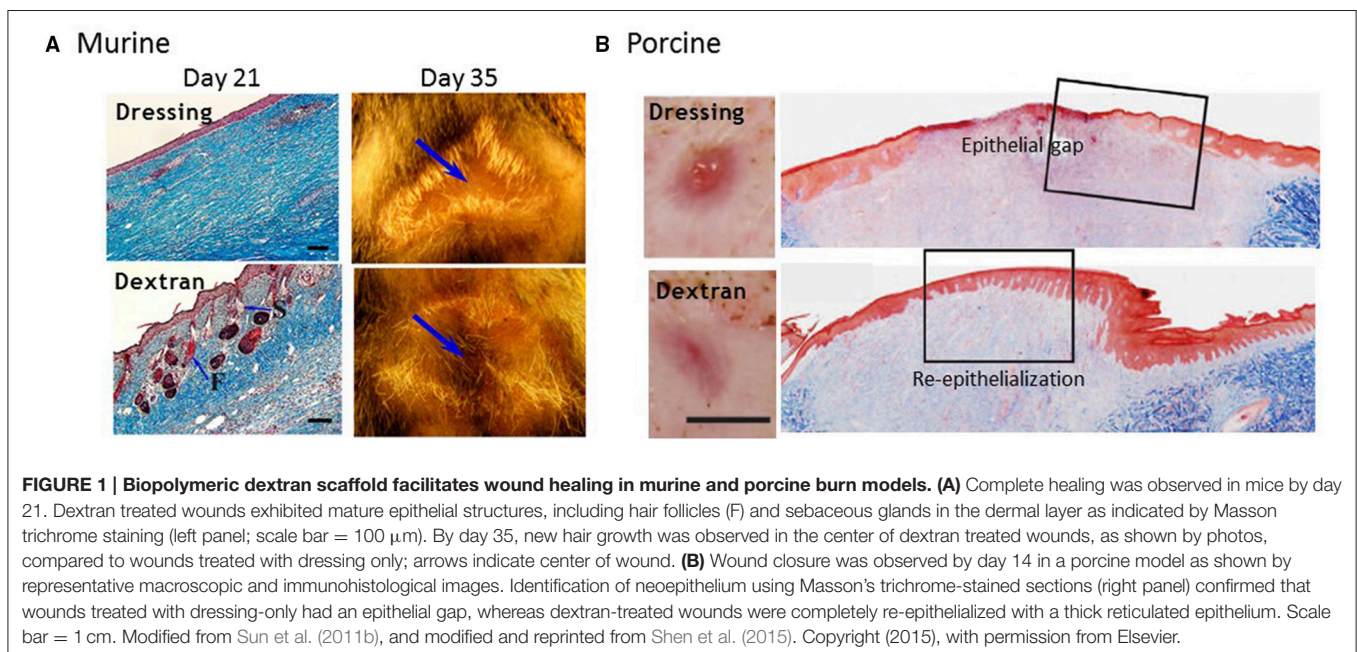 A Murine
B Porcine
Day 21
Day 35
Dressing
Dextran
S
F
Dressing
Epithelial gap
Dextran
Re-epithelialization
FIGURE 1 | Biopolymeric dextran scaffold facilitates wound healing in murine and porcine burn models. (A) Complete healing was observed in mice by day
21. Dextran treated wounds exhibited mature epithelial structures, including hair follicles (F) and sebaceous glands in the dermal layer as indicated by Masson
trichrome staining (left panel; scale bar = 100 μm). By day 35, new hair growth was observed in the center of dextran treated wounds, as shown by photos,
compared to wounds treated with dressing only; arrows indicate center of wound. (B) Wound closure was observed by day 14 in a porcine model as shown by
representative macroscopic and immunohistological images. Identification of neoepithelium using Masson's trichrome-stained sections (right panel) confirmed that
wounds treated with dressing-only had an epithelial gap, whereas dextran-treated wounds were completely re-epithelialized with a thick reticulated epithelium. Scale
bar = 1 cm. Modified from Sun et al. (2011b), and modified and reprinted from Shen et al. (2015). Copyright (2015), with permission from Elsevier.